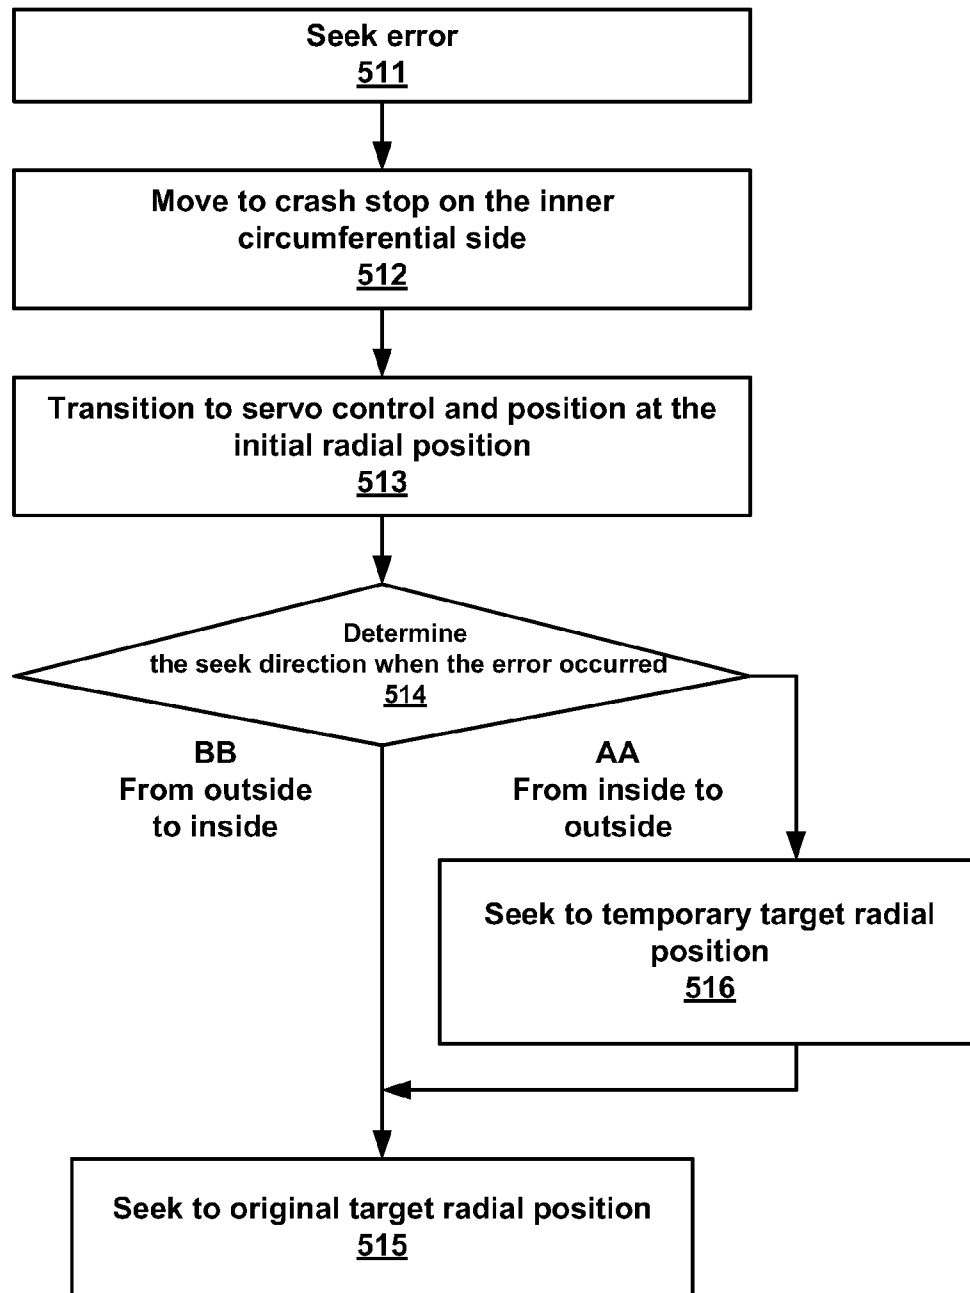 Seek error
511
Move to crash stop on the inner
circumferential side
512
Transition to servo control and position at the
initial radial position
513
Determine
the seek direction when the error occurred
514
BB
From outside
to inside
AA
From inside to
outside
Seek to temporary target radial
position
516
Seek to original target radial position
515